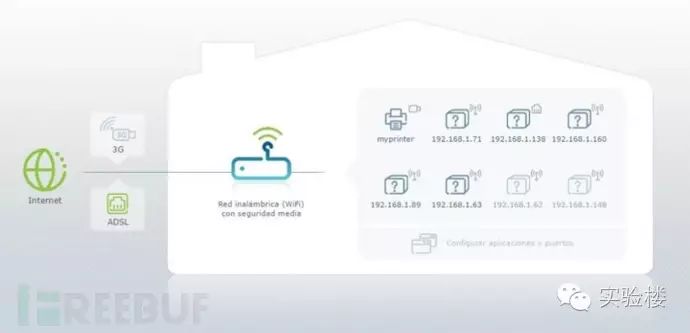 3G
3G
Internet
ADSL
Red inalámbrica (WiFi)
con seguridad media
myprinter
192.168.1.71
192.168.1.138
192.168.1.160
192.168.1.89
192.168.1.63
192.168.1.62
192.168.1.148
Configurar aplicaciones y puertos
FREEBUF
实验楼